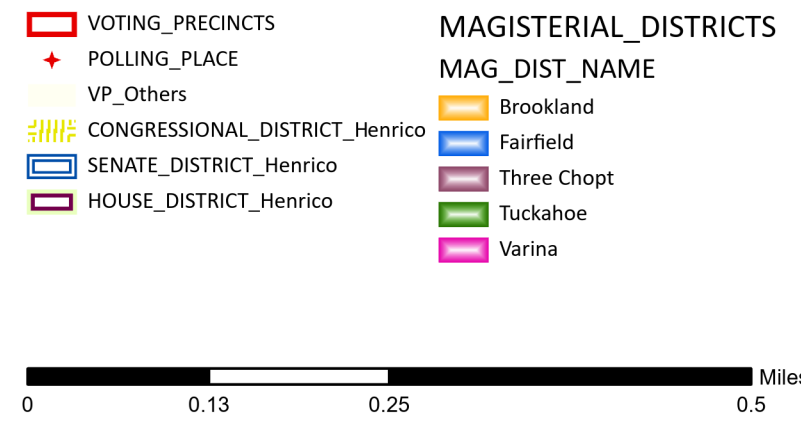 VOTING_PRECINCTS
POLLING_PLACE
VP_Others
CONGRESSIONAL_DISTRICT_Henrico
SENATE_DISTRICT_Henrico
HOUSE_DISTRICT_Henrico
MAGISTERIAL_DISTRICTS
MAG_DIST_NAME
Brookland
Fairfield
Three Chopt
Tuckahoe
Varina
Miles
0 0.13 0.25 0.5